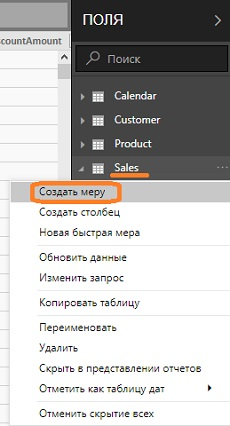 ПОЛЯ
scountAmount
Поиск
Calendar
Customer
Product
Sales
Создать меру
Создать столбец
Новая быстрая мера
Обновить данные
Изменить запрос
Копировать таблицу
Переименовать
Удалить
Скрыть в представлении отчетов
Отметить как таблицу дат
Отменить скрытие всех